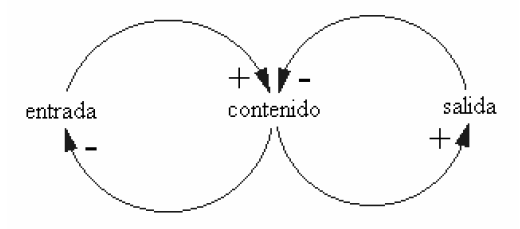 + -
entrada contenido salida
- +